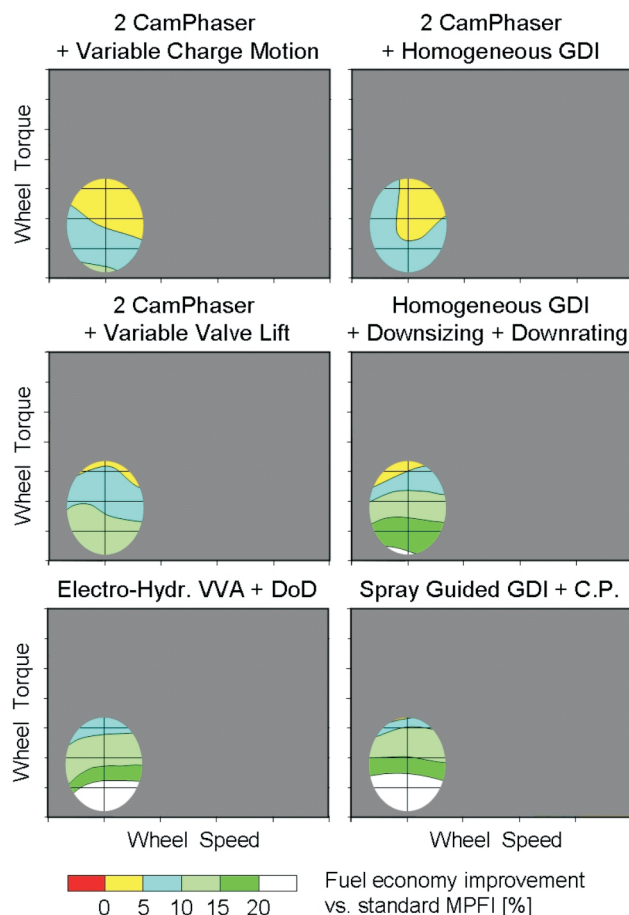 2 CamPhaser
+ Variable Charge Motion
2 CamPhaser
+ Homogeneous GDI
Wheel Torque
2 CamPhaser
+ Variable Valve Lift
Homogeneous GDI
+ Downsizing + Downrating
Wheel Torque
Electro-Hydr. VVA + DoD
Spray Guided GDI + C.P.
Wheel Torque
Wheel Speed
Wheel Speed
0 5 10 15 20
Fuel economy improvement
vs. standard MPFI [%]